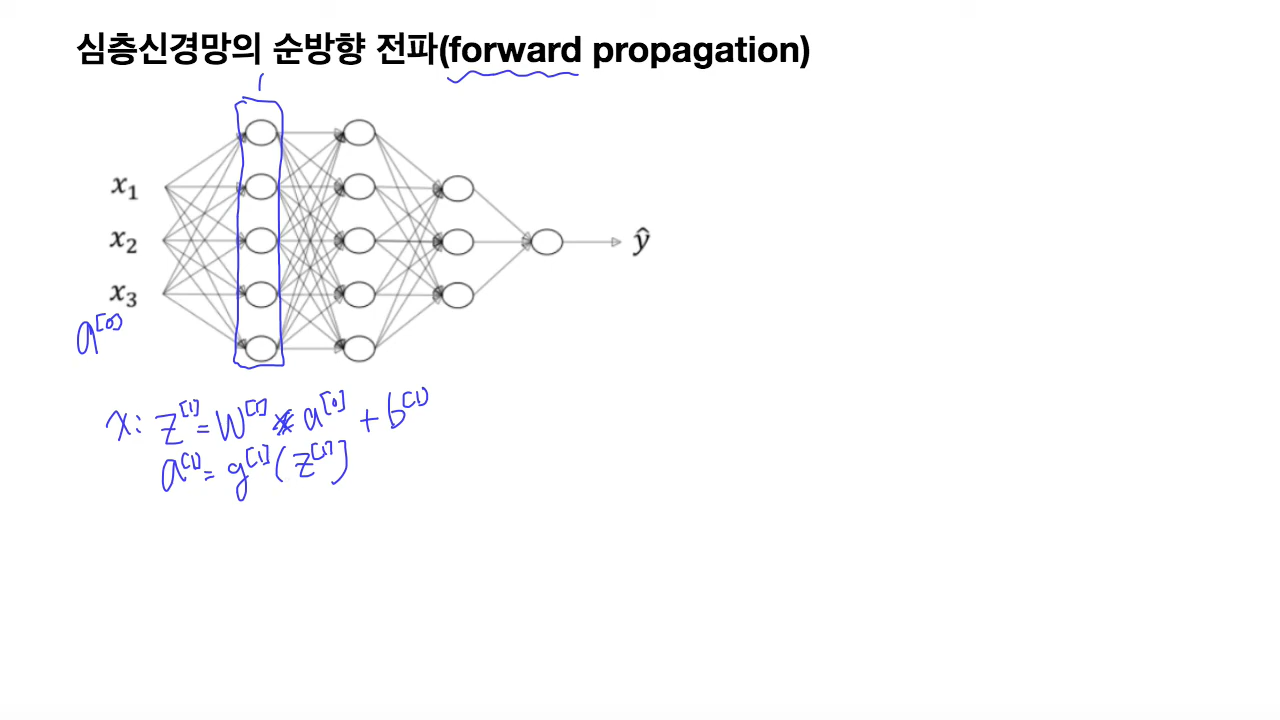 심층신경망의 순방향 전파(forward propagation)
1
x₁
x₂
x₃
ŷ
a^[0]
x: z^[1] = W^[1] * a^[0] + b^[1]
a^[1] = g^[1](z^[1])